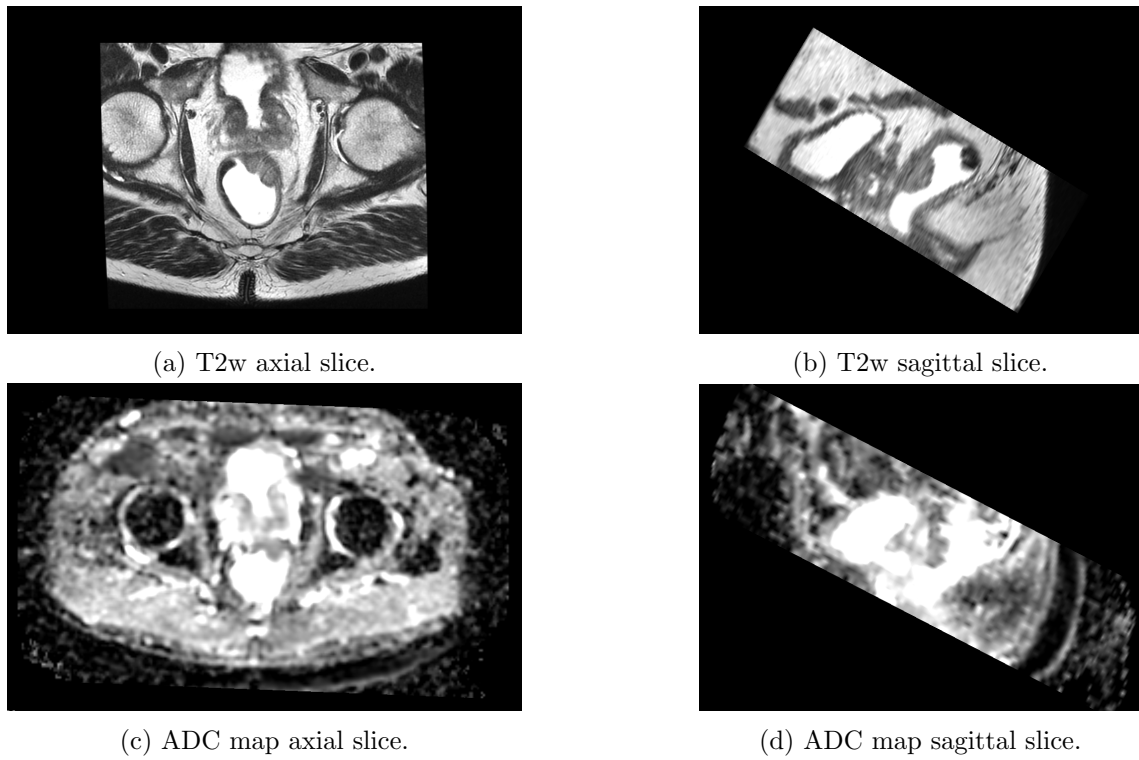 (a) T2w axial slice.
(b) T2w sagittal slice.
(c) ADC map axial slice.
(d) ADC map sagittal slice.